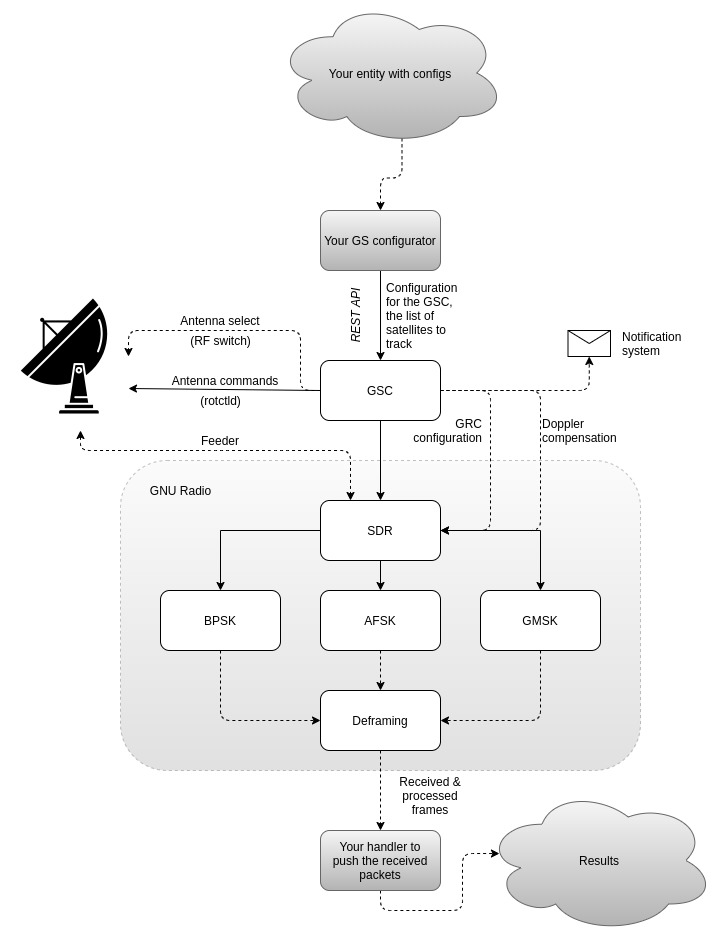 Your entity with configs
Your GS configurator
REST API
Configuration
for the GSC,
the list of
satellites to
track
Antenna select
(RF switch)
Notification
system
Antenna commands
(rotctld)
GSC
GRC
configuration
Doppler
compensation
Feeder
GNU Radio
SDR
BPSK
AFSK
GMSK
Deframing
Received &
processed
frames
Your handler to
push the received
packets
Results